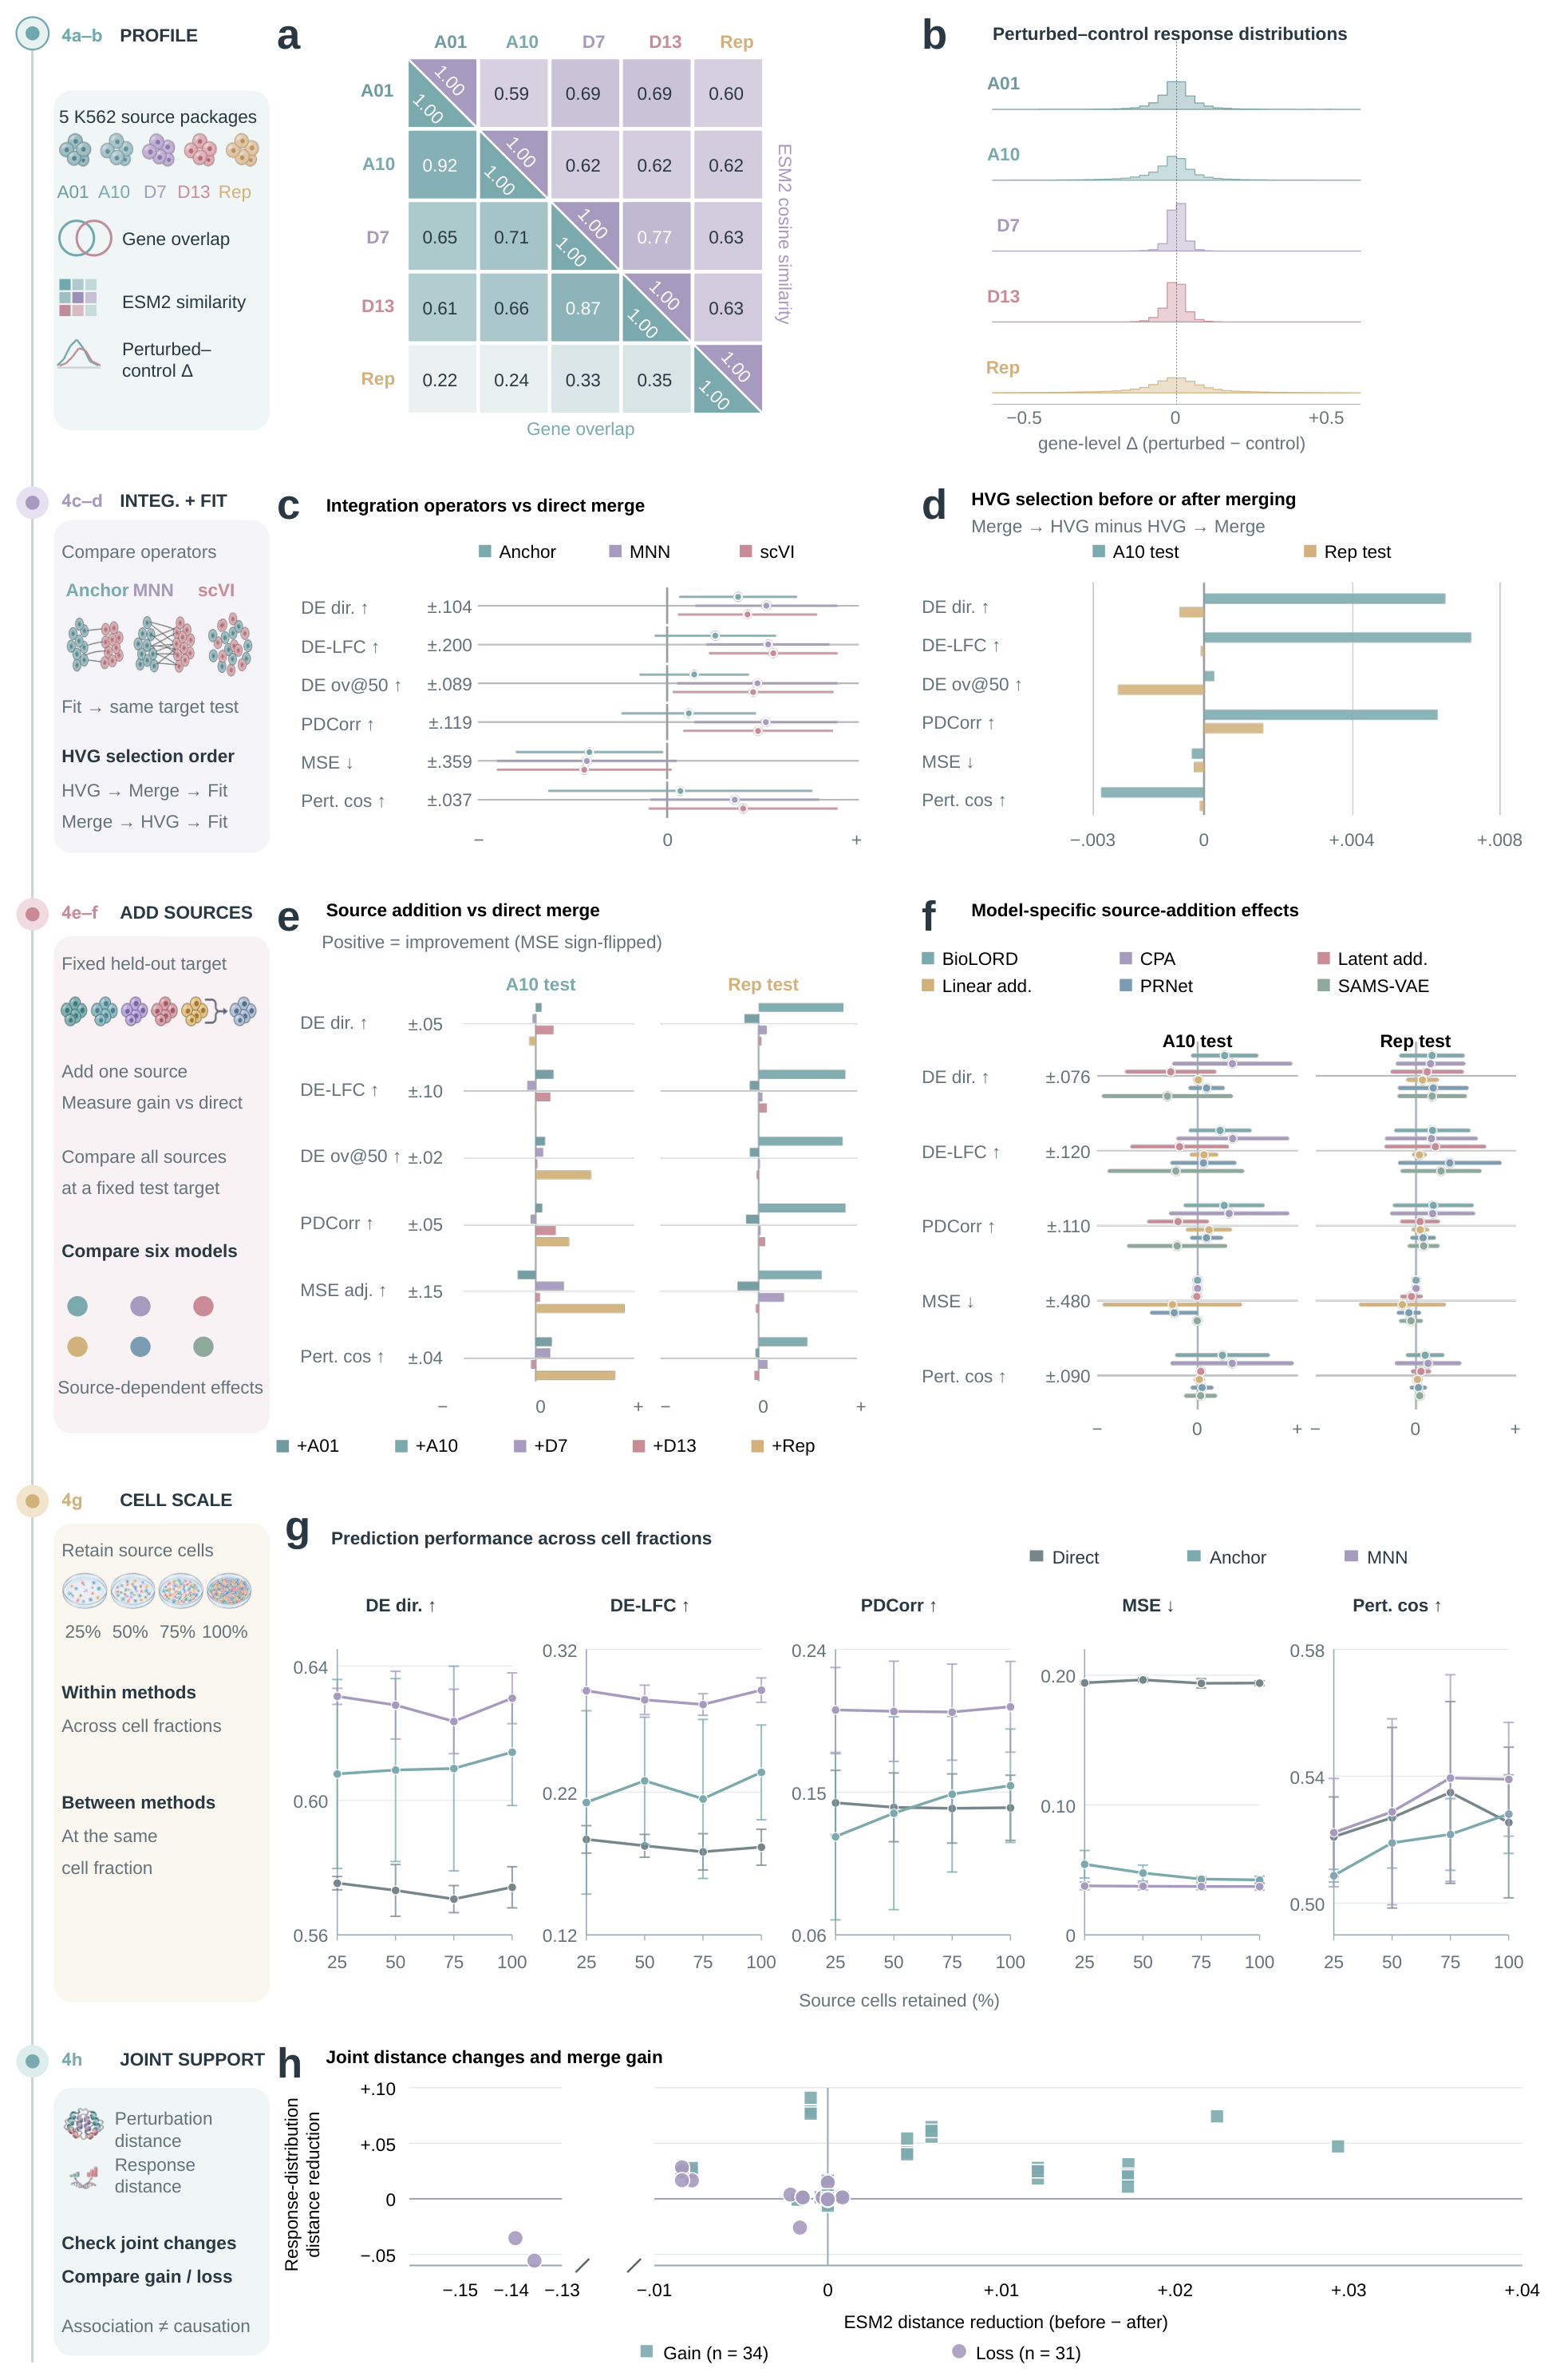 4a–b PROFILE
5 K562 source packages
A01 A10 D7 D13 Rep
Gene overlap
ESM2 similarity
Perturbed–
control Δ
a
A01 A10 D7 D13 Rep
A01 1.00 1.00 0.59 0.69 0.69 0.60
A10 0.92 1.00 1.00 0.62 0.62 0.62
D7 0.65 0.71 1.00 1.00 0.77 0.63
D13 0.61 0.66 0.87 1.00 1.00 0.63
Rep 0.22 0.24 0.33 0.35 1.00 1.00
Gene overlap
ESM2 cosine similarity
b Perturbed–control response distributions
A01
A10
D7
D13
Rep
−0.5 0 +0.5
gene-level Δ (perturbed − control)
4c–d INTEG. + FIT
Compare operators
Anchor MNN scVI
Fit → same target test
HVG selection order
HVG → Merge → Fit
Merge → HVG → Fit
c Integration operators vs direct merge
Anchor MNN scVI
DE dir. ↑ ±.104
DE-LFC ↑ ±.200
DE ov@50 ↑ ±.089
PDCorr ↑ ±.119
MSE ↓ ±.359
Pert. cos ↑ ±.037
− 0 +
d HVG selection before or after merging
Merge → HVG minus HVG → Merge
A10 test Rep test
DE dir. ↑
DE-LFC ↑
DE ov@50 ↑
PDCorr ↑
MSE ↓
Pert. cos ↑
−.003 0 +.004 +.008
4e–f ADD SOURCES
Fixed held-out target
Add one source
Measure gain vs direct
Compare all sources
at a fixed test target
Compare six models
Source-dependent effects
e Source addition vs direct merge
Positive = improvement (MSE sign-flipped)
A10 test Rep test
DE dir. ↑ ±.05
DE-LFC ↑ ±.10
DE ov@50 ↑ ±.02
PDCorr ↑ ±.05
MSE adj. ↑ ±.15
Pert. cos ↑ ±.04
− 0 + − 0 +
+A01 +A10 +D7 +D13 +Rep
f Model-specific source-addition effects
BioLORD CPA Latent add.
Linear add. PRNet SAMS-VAE
A10 test Rep test
DE dir. ↑ ±.076
DE-LFC ↑ ±.120
PDCorr ↑ ±.110
MSE ↓ ±.480
Pert. cos ↑ ±.090
− 0 + − 0 +
4g CELL SCALE
Retain source cells
25% 50% 75% 100%
Within methods
Across cell fractions
Between methods
At the same
cell fraction
g Prediction performance across cell fractions
Direct Anchor MNN
DE dir. ↑ DE-LFC ↑ PDCorr ↑ MSE ↓ Pert. cos ↑
0.64
0.60
0.56
25 50 75 100
0.32
0.22
0.12
25 50 75 100
0.24
0.15
0.06
25 50 75 100
0.20
0.10
0
25 50 75 100
0.58
0.54
0.50
25 50 75 100
Source cells retained (%)
4h JOINT SUPPORT
Perturbation
distance
Response
distance
Check joint changes
Compare gain / loss
Association ≠ causation
h Joint distance changes and merge gain
Response-distribution
distance reduction
+.10
+.05
0
−.05
−.15 −.14 −.13 −.01 0 +.01 +.02 +.03 +.04
ESM2 distance reduction (before − after)
Gain (n = 34) Loss (n = 31)